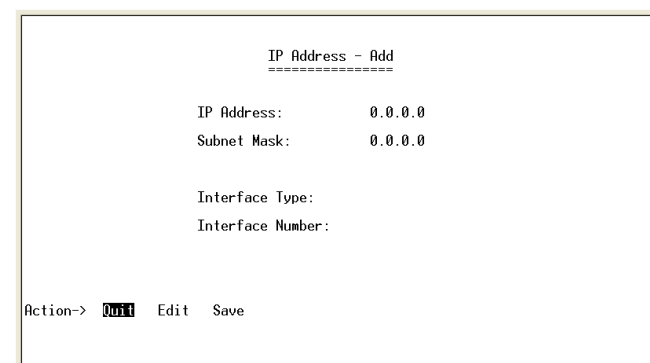 IP Address - Add
================
IP Address: 0.0.0.0
Subnet Mask: 0.0.0.0
Interface Type:
Interface Number:
Action-> Quit Edit Save